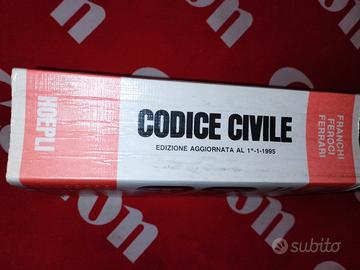 HOEPLI
CODICE CIVILE
EDIZIONE AGGIORNATA AL 1°-1-1995
FRANCHI
FEROCI
FERRARI
subito